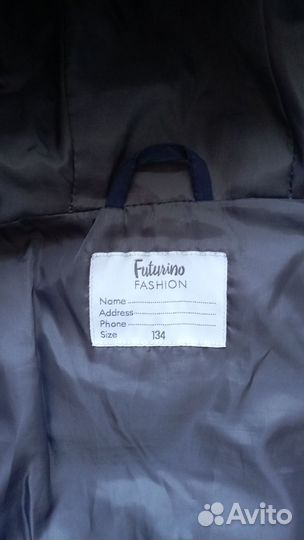 Futurino
FASHION
Name
Address
Phone
Size 134
Avito